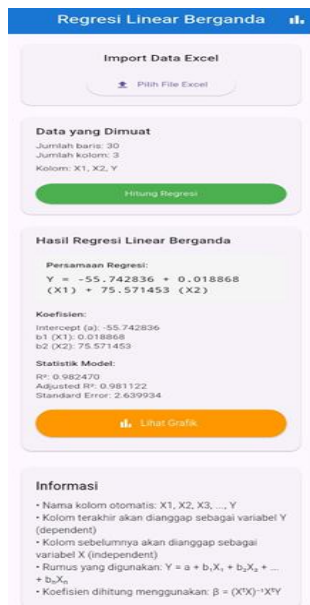 Regresi Linear Berganda
Import Data Excel
Pilih File Excel
Data yang Dimuat
Jumlah baris: 30
Jumlah kolom: 3
Kolom: X1, X2, Y
Hitung Regresi
Hasil Regresi Linear Berganda
Persamaan Regresi:
Y = -55.742836 + 0.018868
(X1) + 75.571453 (X2)
Koefisien:
Intercept (a): -55.742836
b1 (X1): 0.018868
b2 (X2): 75.571453
Statistik Model:
R²: 0.982470
Adjusted R²: 0.981122
Standard Error: 2.639934
Lihat Grafik
Informasi
• Nama kolom otomatis: X1, X2, X3, ..., Y
• Kolom terakhir akan dianggap sebagai variabel Y
(dependent)
• Kolom sebelumnya akan dianggap sebagai
variabel X (independent)
• Rumus yang digunakan: Y = a + b₁X₁ + b₂X₂ + ...
+ bₙXₙ
• Koefisien dihitung menggunakan: β = (XᵀX)⁻¹XᵀY